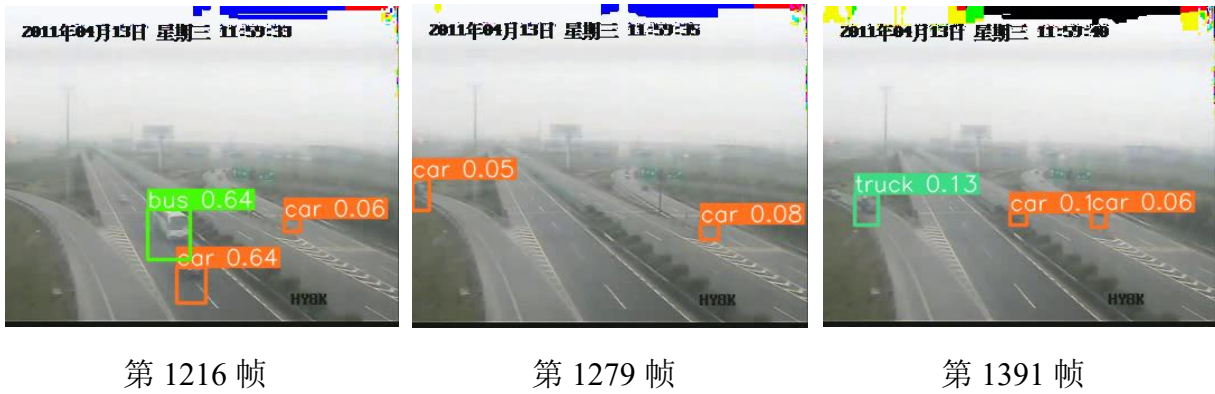 2011年04月13日 星期三 11:59:33
bus 0.64
car 0.06
car 0.64
HYBK
第 1216 帧
2011年04月13日 星期三 11:59:35
car 0.05
car 0.08
HYBK
第 1279 帧
2011年04月13日 星期三 11:59:40
truck 0.13
car 0.1
car 0.06
HYBK
第 1391 帧